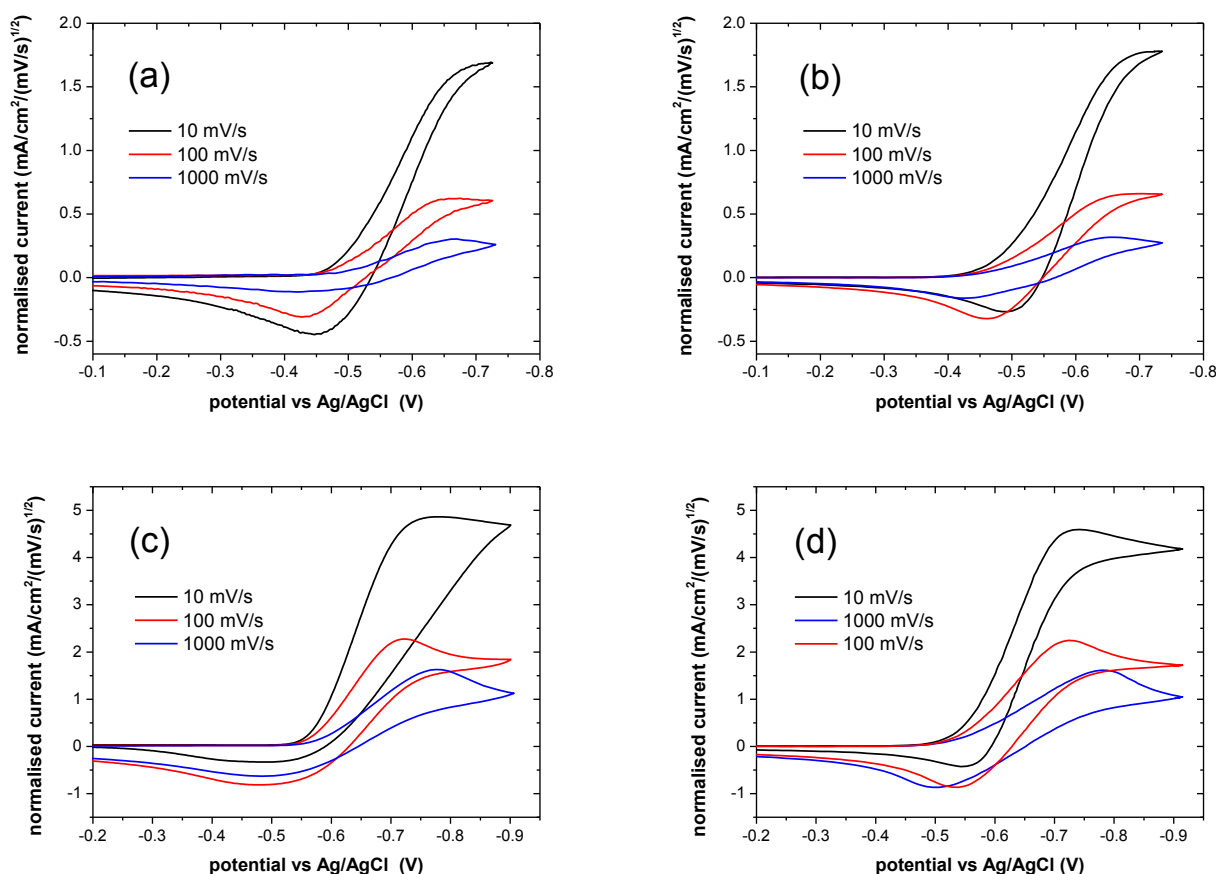 normalised current (mA/cm²/(mV/s)^1/2)
2.0
1.5
1.0
0.5
0.0
-0.5
(a)
10 mV/s
100 mV/s
1000 mV/s
-0.1 -0.2 -0.3 -0.4 -0.5 -0.6 -0.7 -0.8
potential vs Ag/AgCl (V)
normalised current (mA/cm²/(mV/s)^1/2)
2.0
1.5
1.0
0.5
0.0
-0.5
(b)
10 mV/s
100 mV/s
1000 mV/s
-0.1 -0.2 -0.3 -0.4 -0.5 -0.6 -0.7 -0.8
potential vs Ag/AgCl (V)
normalised current (mA/cm²/(mV/s)^1/2)
5
4
3
2
1
0
-1
(c)
10 mV/s
100 mV/s
1000 mV/s
-0.2 -0.3 -0.4 -0.5 -0.6 -0.7 -0.8 -0.9
potential vs Ag/AgCl (V)
normalised current (mA/cm²/(mV/s)^1/2)
5
4
3
2
1
0
-1
(d)
10 mV/s
1000 mV/s
100 mV/s
-0.2 -0.3 -0.4 -0.5 -0.6 -0.7 -0.8 -0.9
potential vs Ag/AgCl (V)